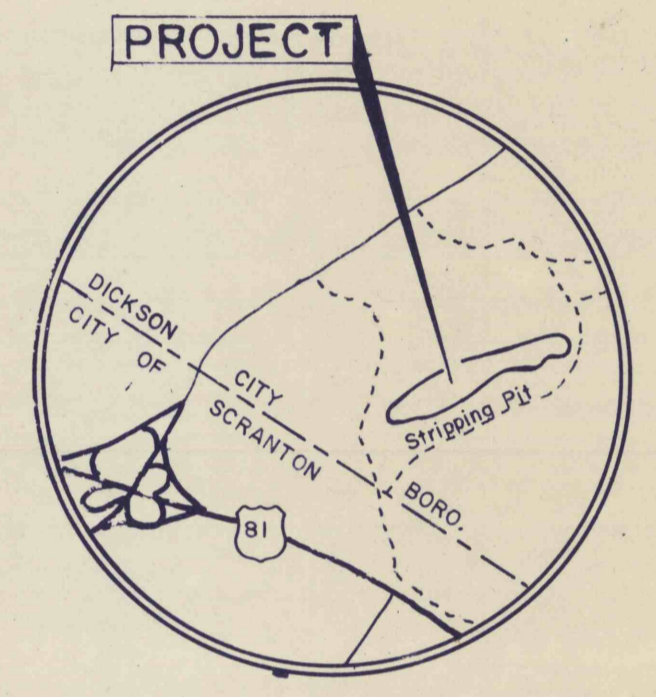 PROJECT
DICKSON CITY BORO.
CITY OF SCRANTON
Stripping Pit
81